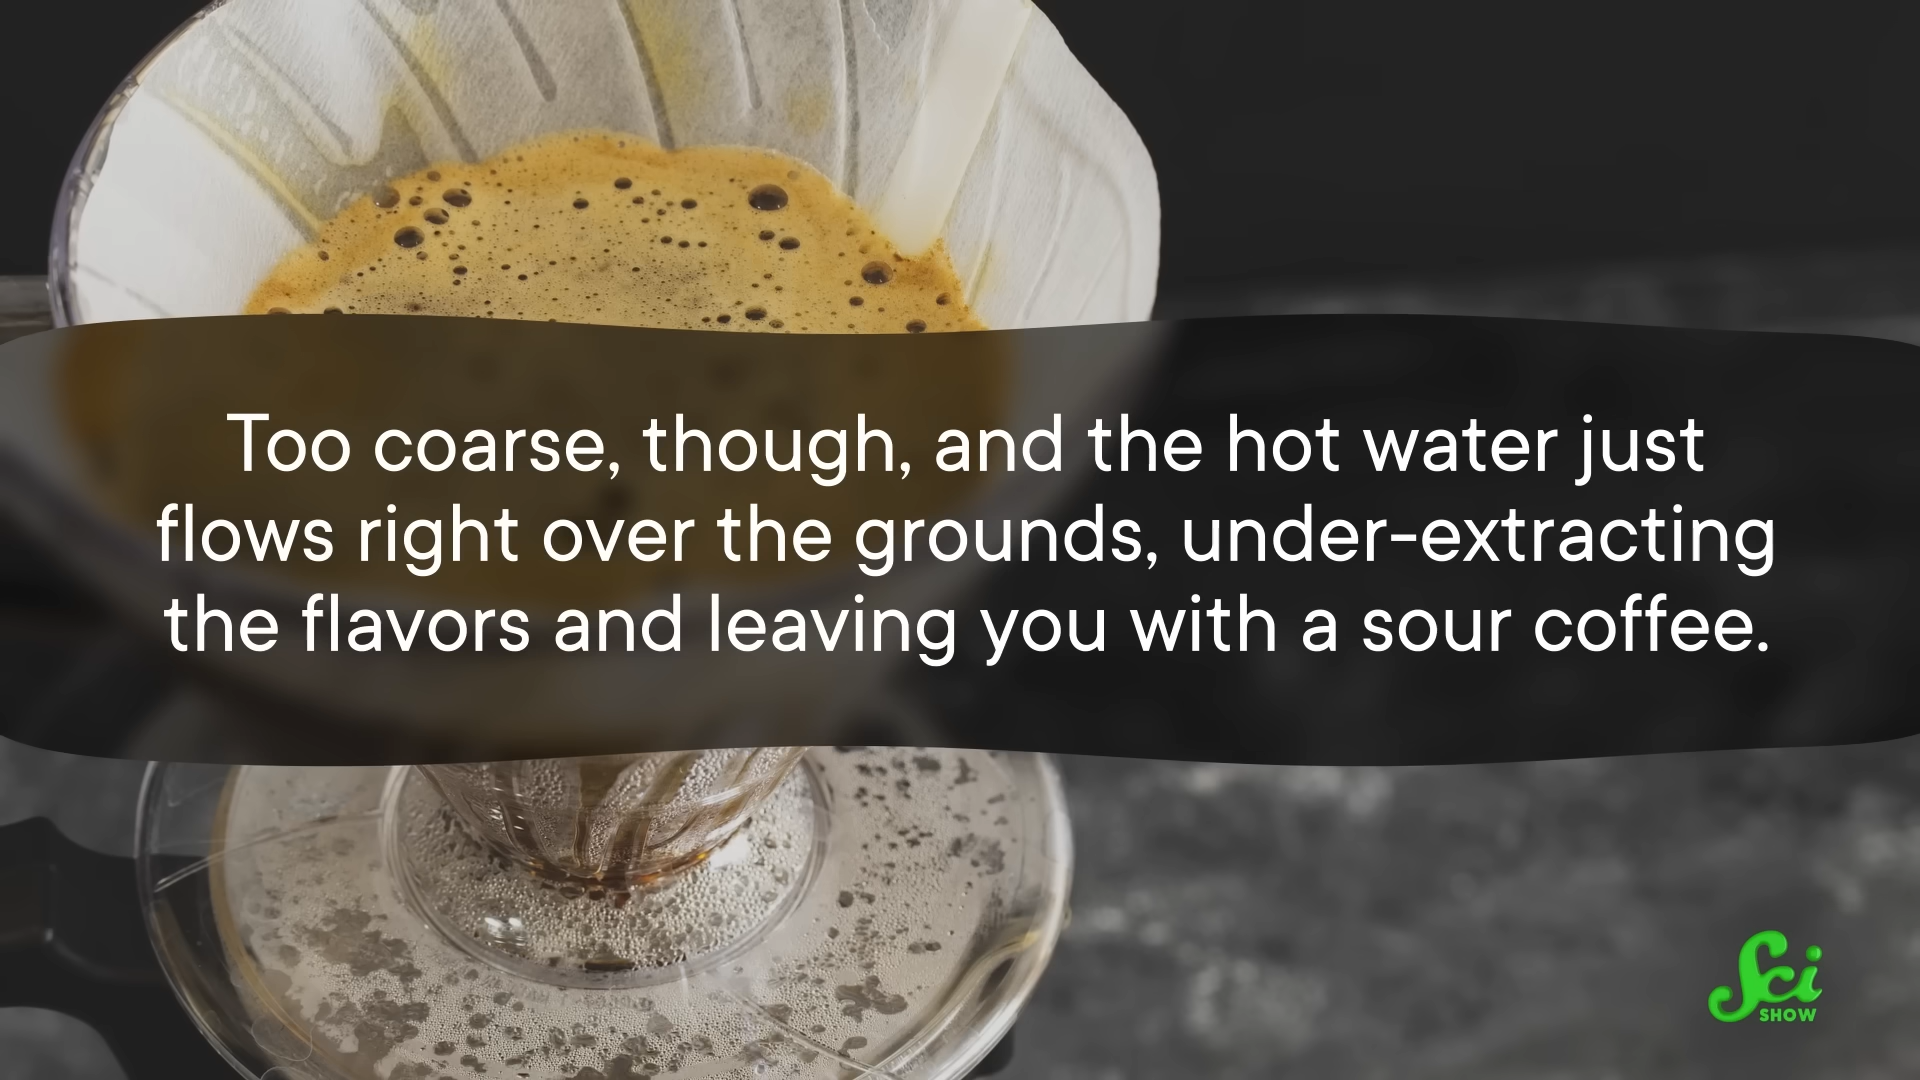 Too coarse, though, and the hot water just
flows right over the grounds, under-extracting
the flavors and leaving you with a sour coffee.
Sci
SHOW